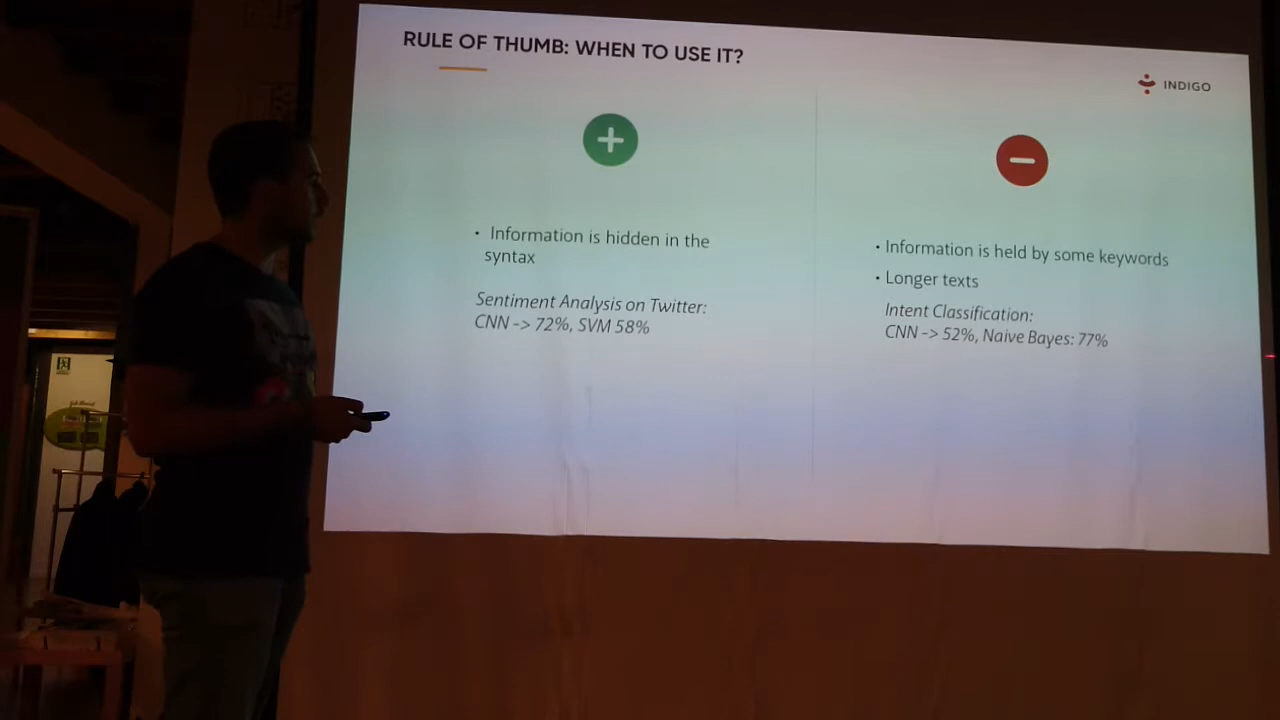 RULE OF THUMB: WHEN TO USE IT?
INDIGO
• Information is hidden in the
syntax
Sentiment Analysis on Twitter:
CNN -> 72%, SVM 58%
• Information is held by some keywords
• Longer texts
Intent Classification:
CNN -> 52%, Naive Bayes: 77%